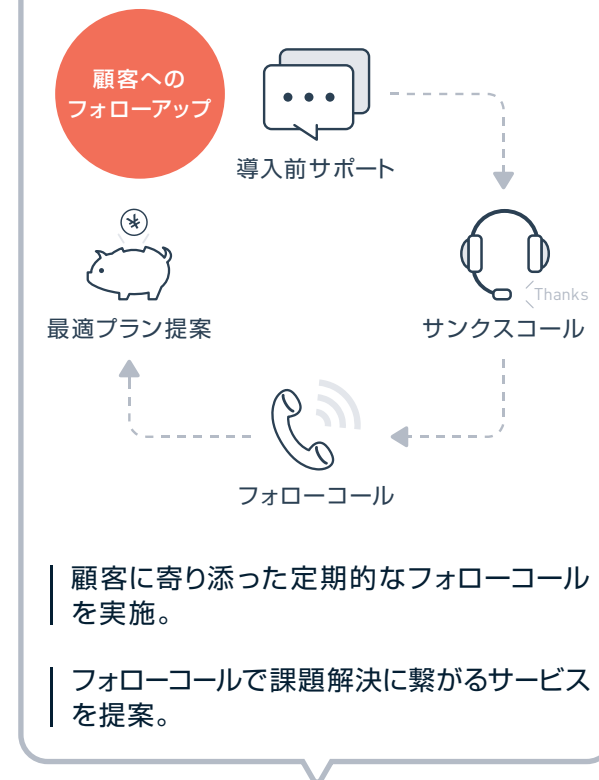 顧客への
フォローアップ
導入前サポート
Thanks
サンクスコール
フォローコール
最適プラン提案
顧客に寄り添った定期的なフォローコール
を実施。
フォローコールで課題解決に繋がるサービス
を提案。